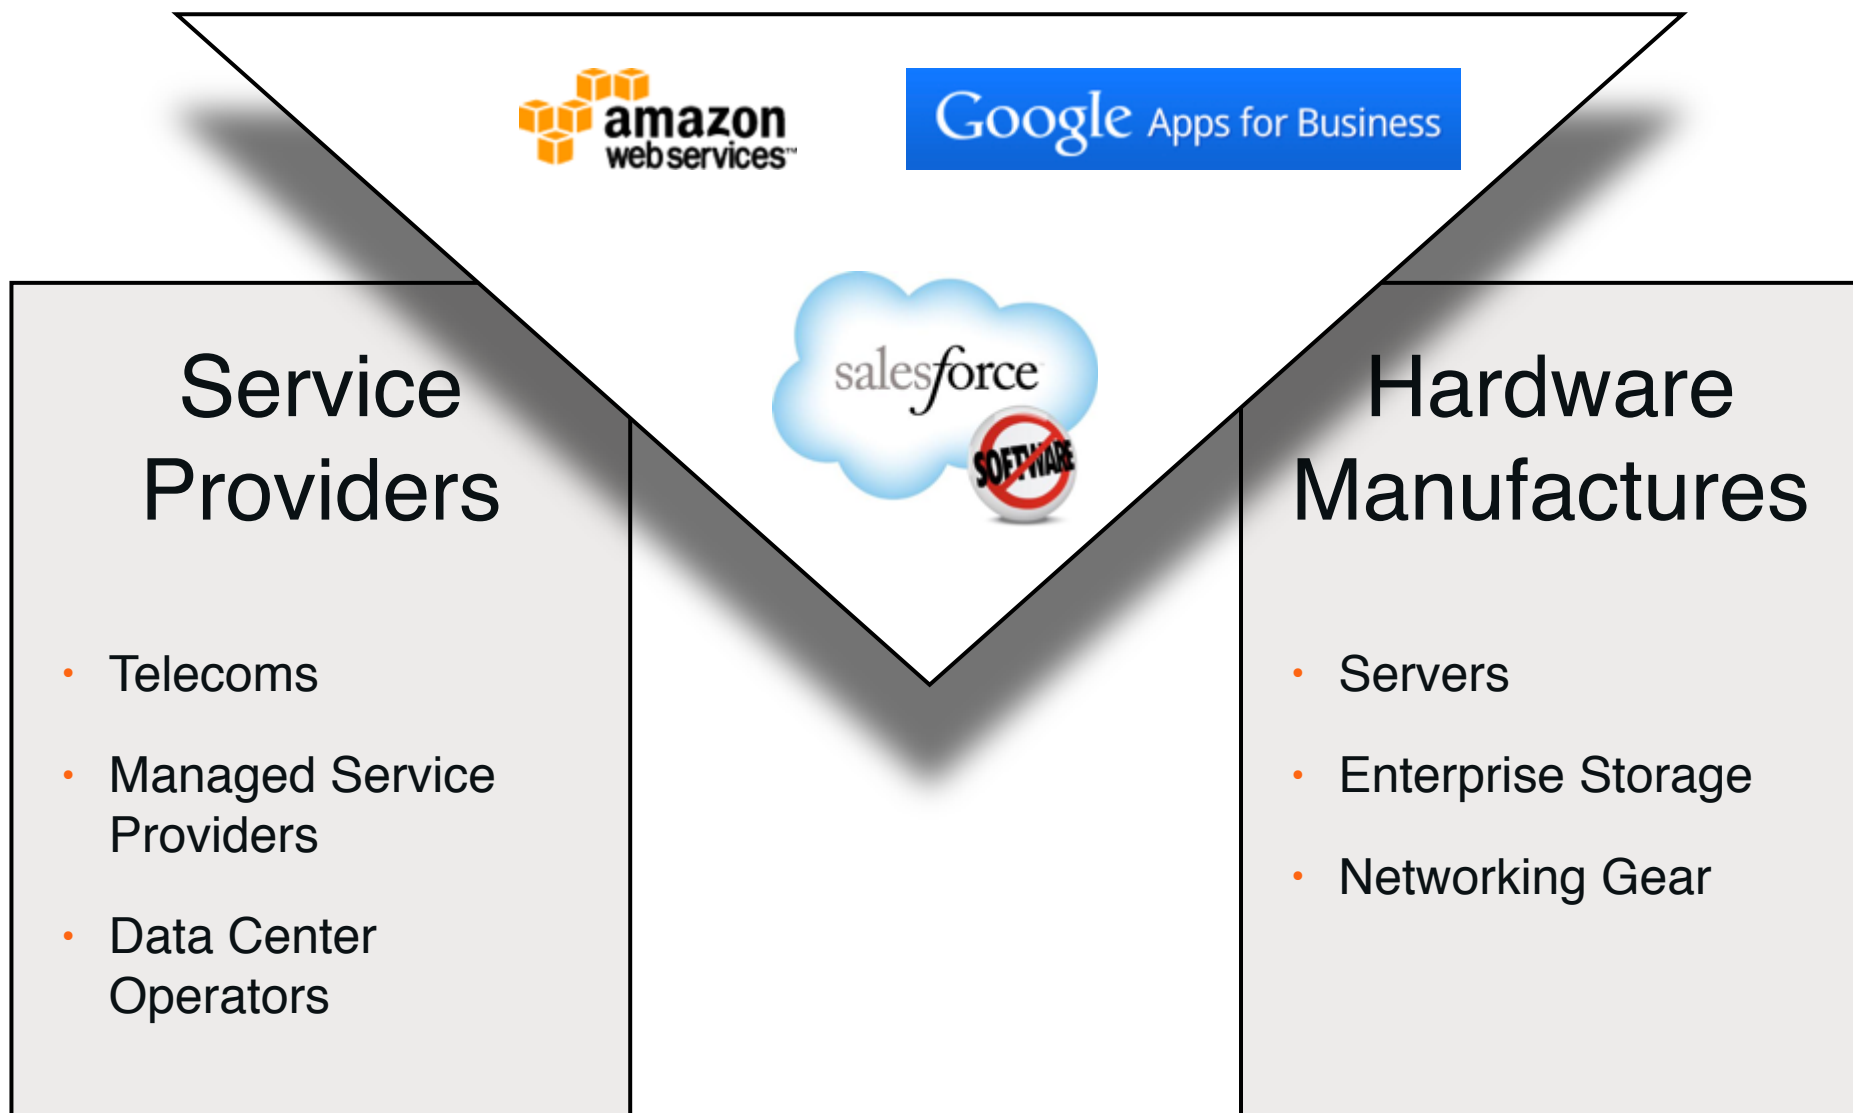 amazon
web services™
Google Apps for Business
salesforce
SOFTWARE
Service
Providers
• Telecoms
• Managed Service
Providers
• Data Center
Operators
Hardware
Manufactures
• Servers
• Enterprise Storage
• Networking Gear